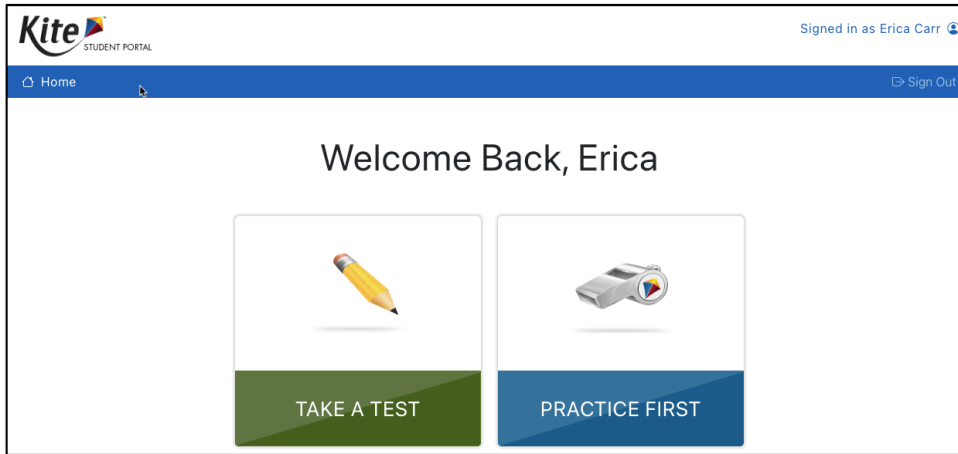 Kite
STUDENT PORTAL
Signed in as Erica Carr
Home
Sign Out
Welcome Back, Erica
TAKE A TEST
PRACTICE FIRST